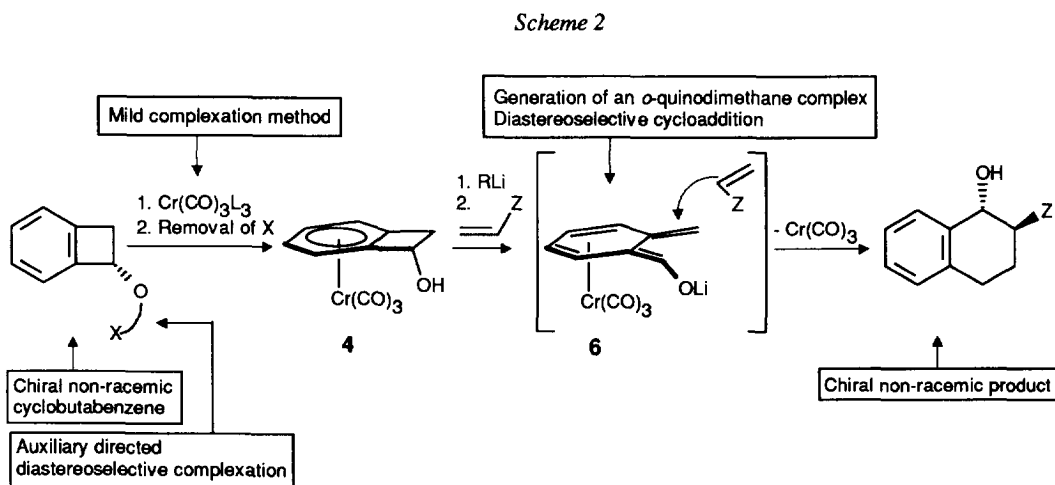 Scheme 2
Mild complexation method
Generation of an o-quinodimethane complex
Diastereoselective cycloaddition
1. Cr(CO)3L3
2. Removal of X
O
X
Cr(CO)3
OH
4
1. RLi
2.
Z
Z
Cr(CO)3
OLi
6
- Cr(CO)3
OH
Z
Chiral non-racemic
cyclobutabenzene
Auxiliary directed
diastereoselective complexation
Chiral non-racemic product